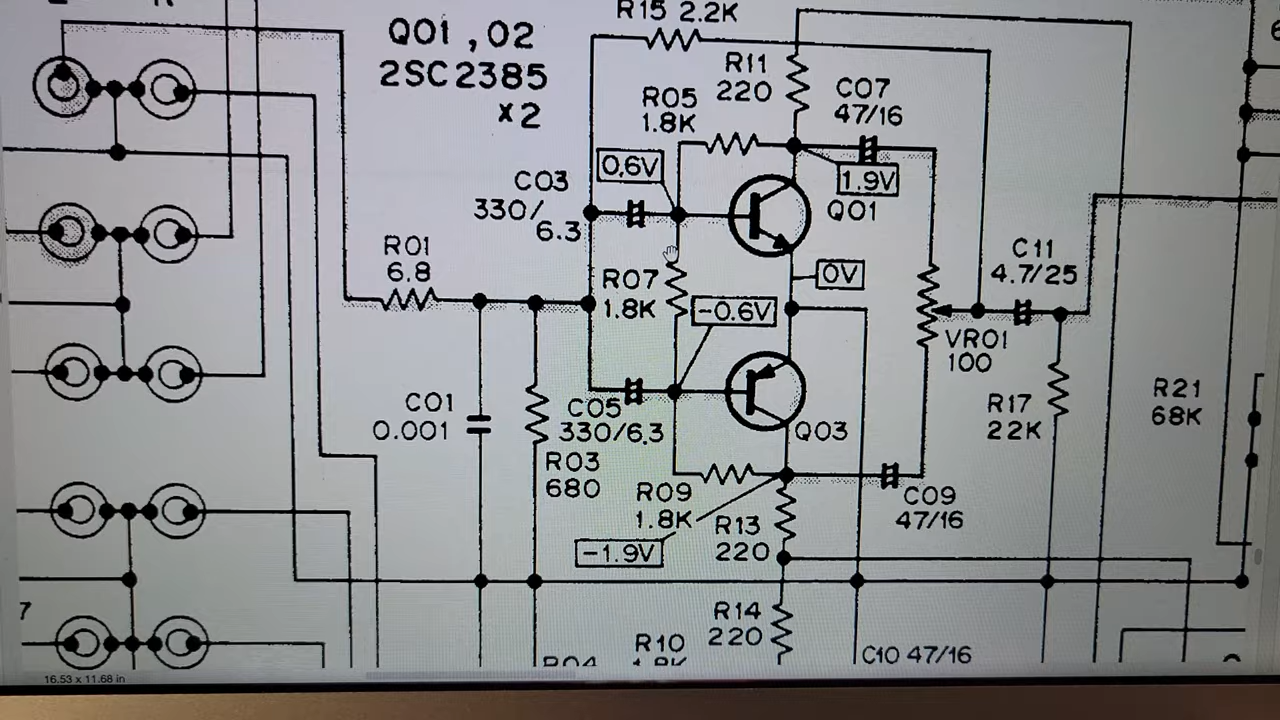 R15 2.2K
Q01 , 02
2SC2385
x2
R11
220
C07
47/16
R05
1.8K
0.6V
1.9V
Q01
C03
330/
6.3
R01
6.8
0V
C11
4.7/25
R07
1.8K
-0.6V
VR01
100
C01
0.001
C05
330/6.3
Q03
R17
22K
R21
68K
R03
680
R09
1.8K
C09
47/16
R13
220
-1.9V
R14
220
7
R10
1.8K
R04
C10 47/16
16.53 x 11.68 in